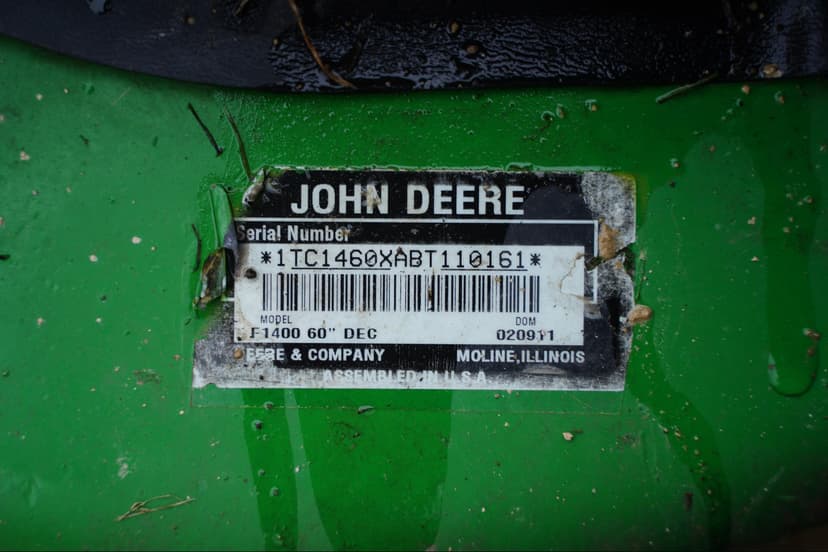 JOHN DEERE
Serial Number
*1TC1460XABT110161*
MODEL DOM
F1400 60" DEC 020911
EERE & COMPANY MOLINE, ILLINOIS
ASSEMBLED IN U.S.A.